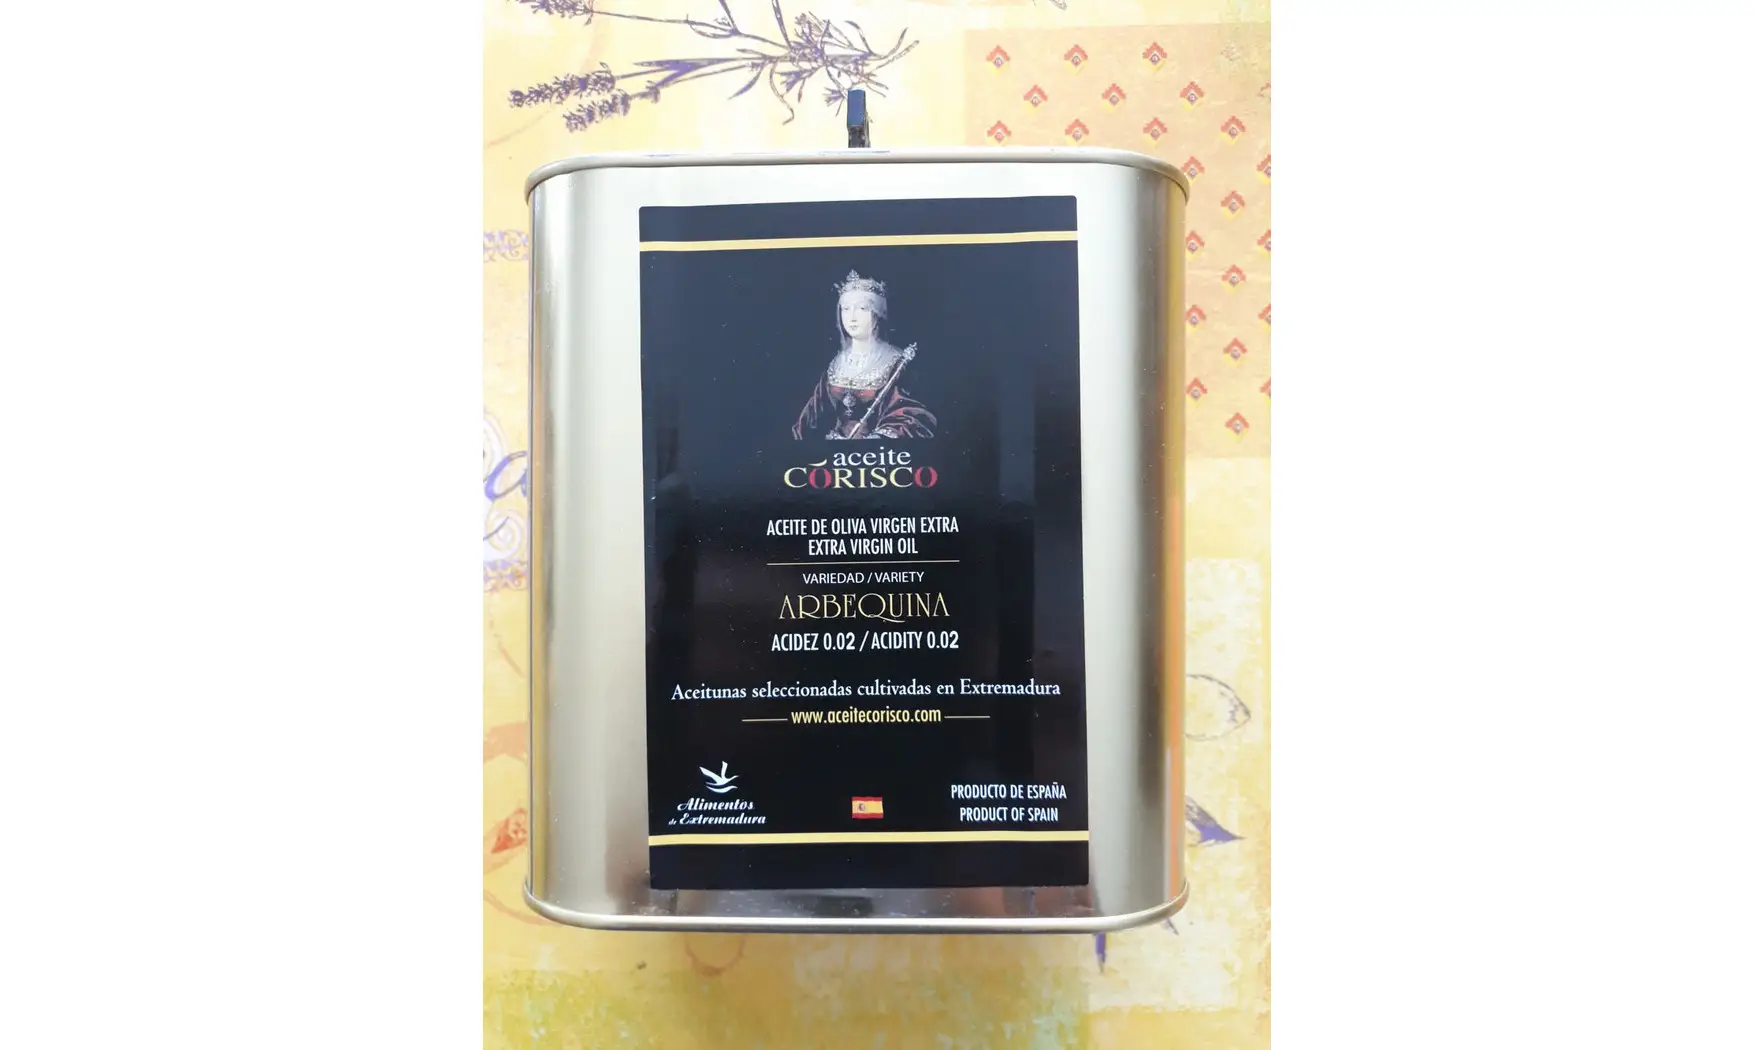 aceite
CORISCO
ACEITE DE OLIVA VIRGEN EXTRA
EXTRA VIRGIN OIL
VARIEDAD / VARIETY
ARBEQUINA
ACIDEZ 0.02 / ACIDITY 0.02
Aceitunas seleccionadas cultivadas en Extremadura
www.aceitecorisco.com
Alimentos
de Extremadura
PRODUCTO DE ESPAÑA
PRODUCT OF SPAIN